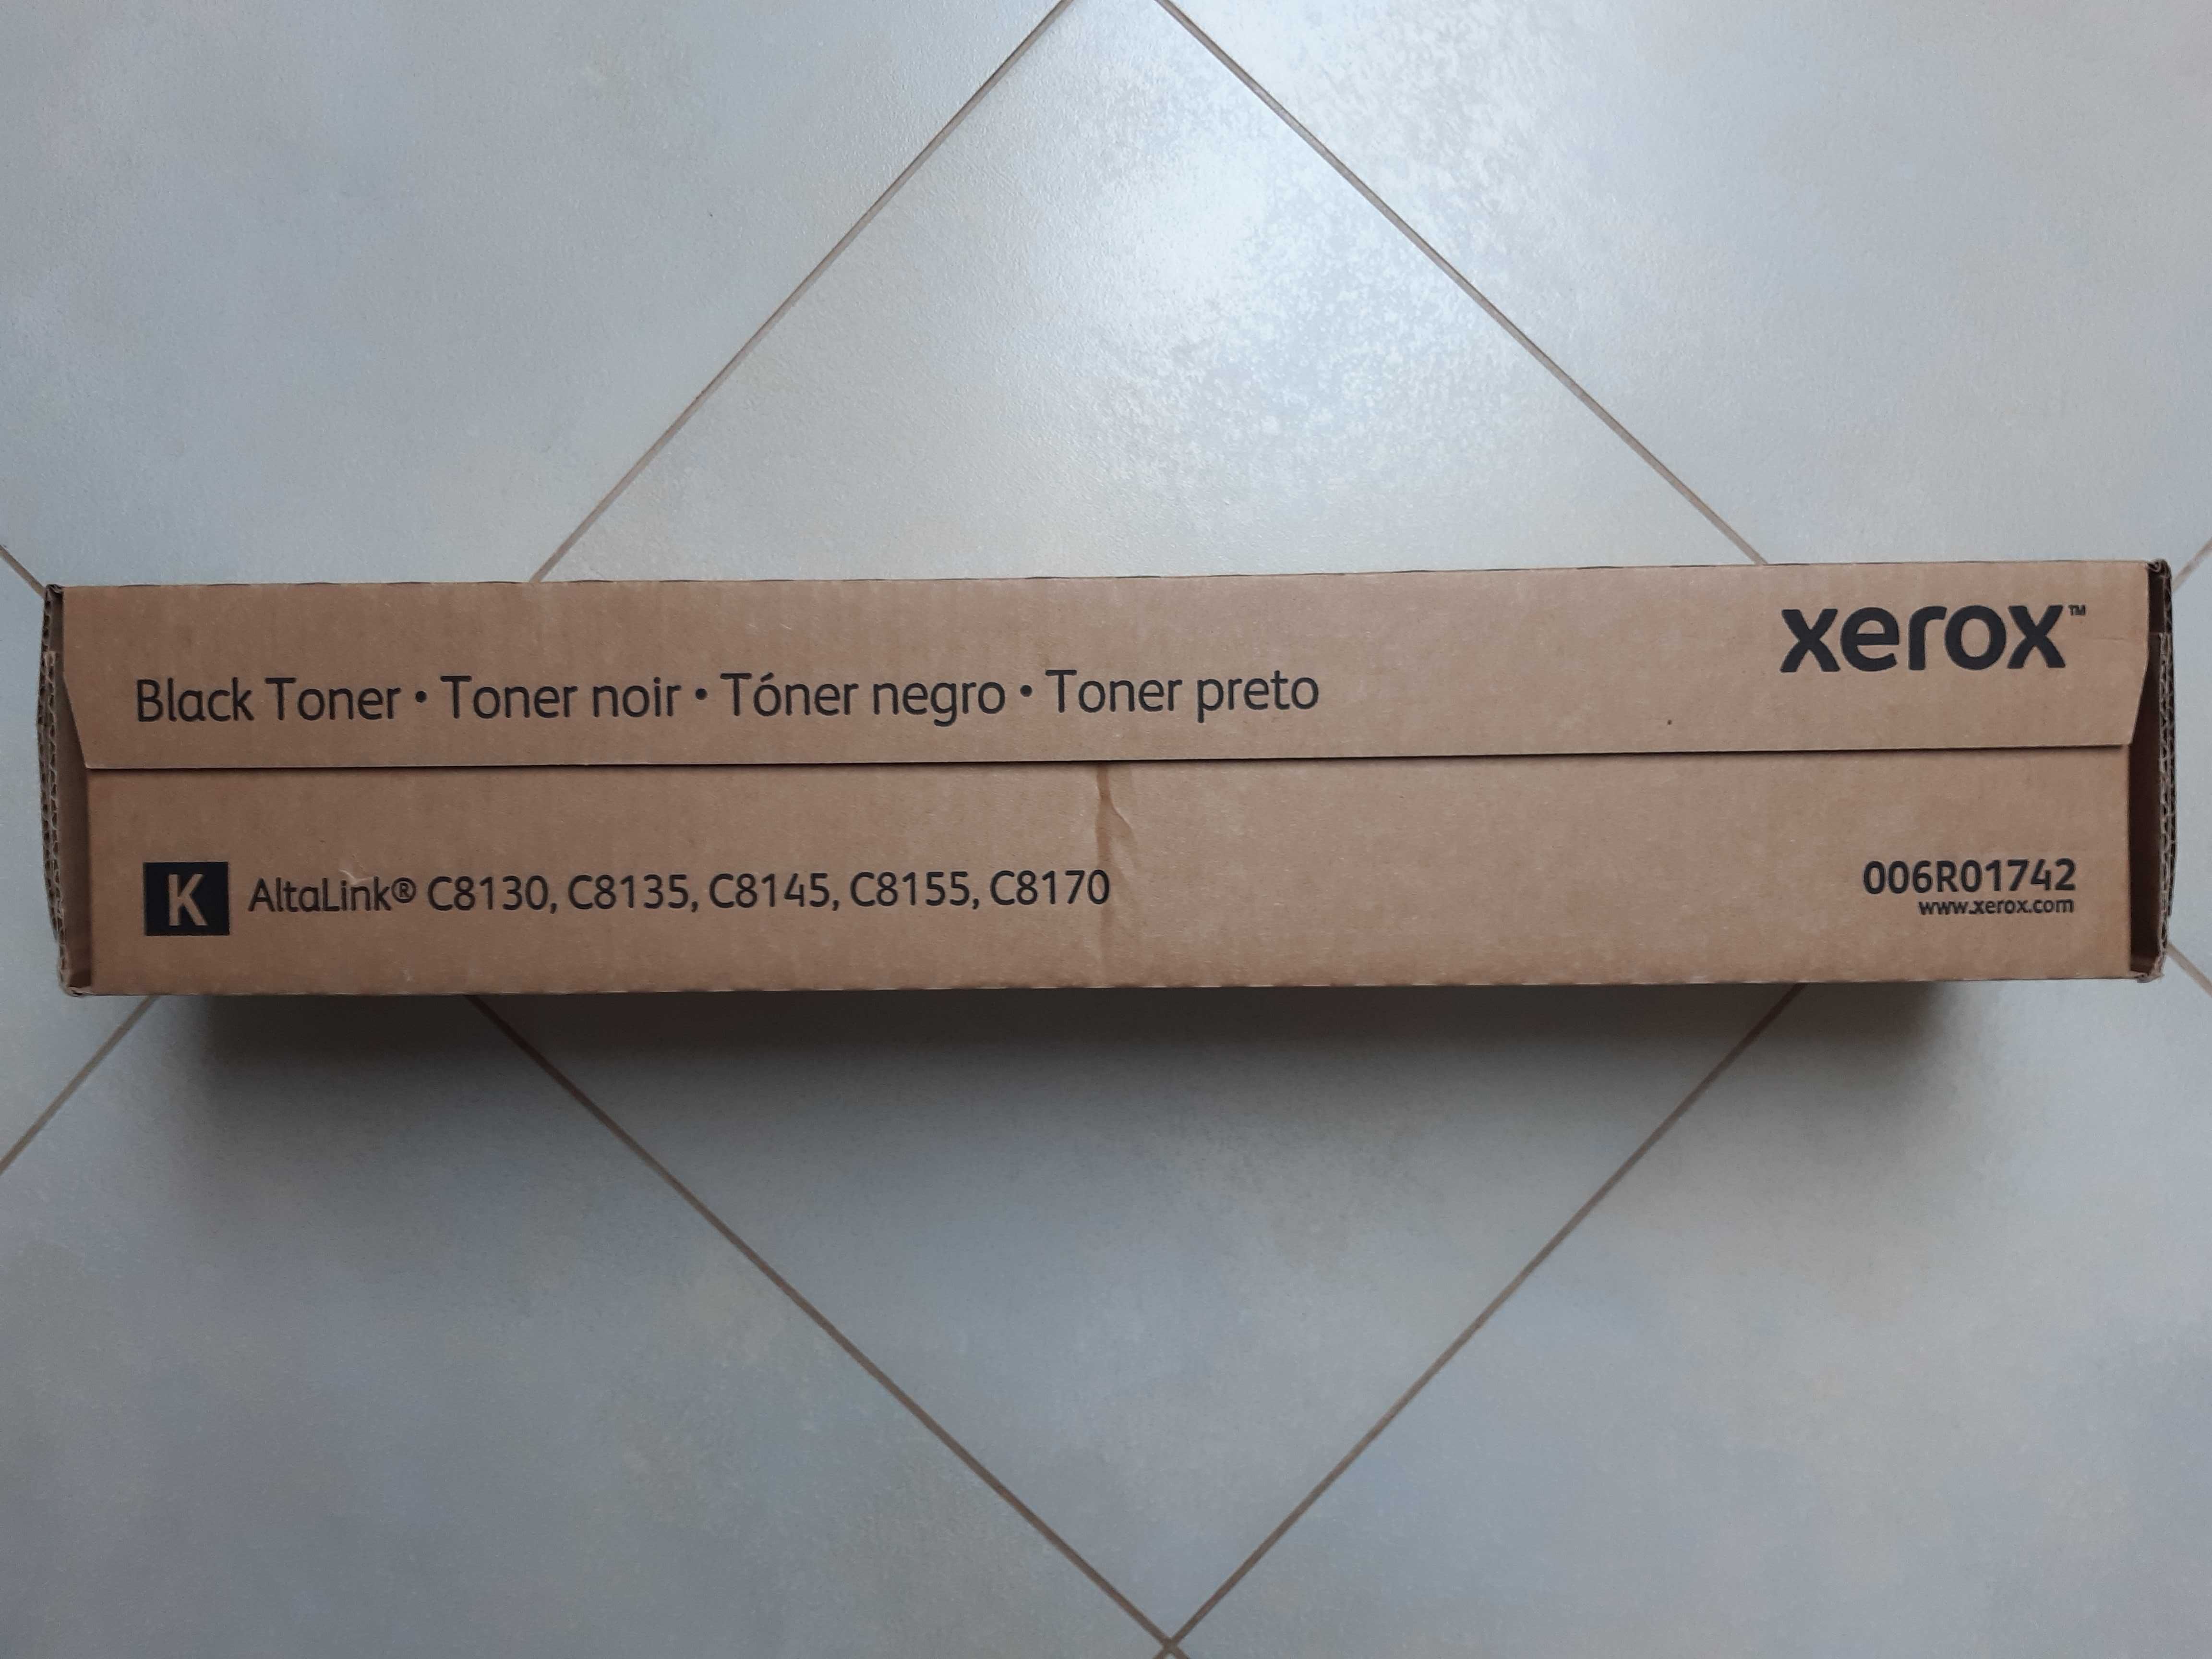 xerox™
Black Toner • Toner noir • Tóner negro • Toner preto
K AltaLink® C8130, C8135, C8145, C8155, C8170
006R01742
www.xerox.com